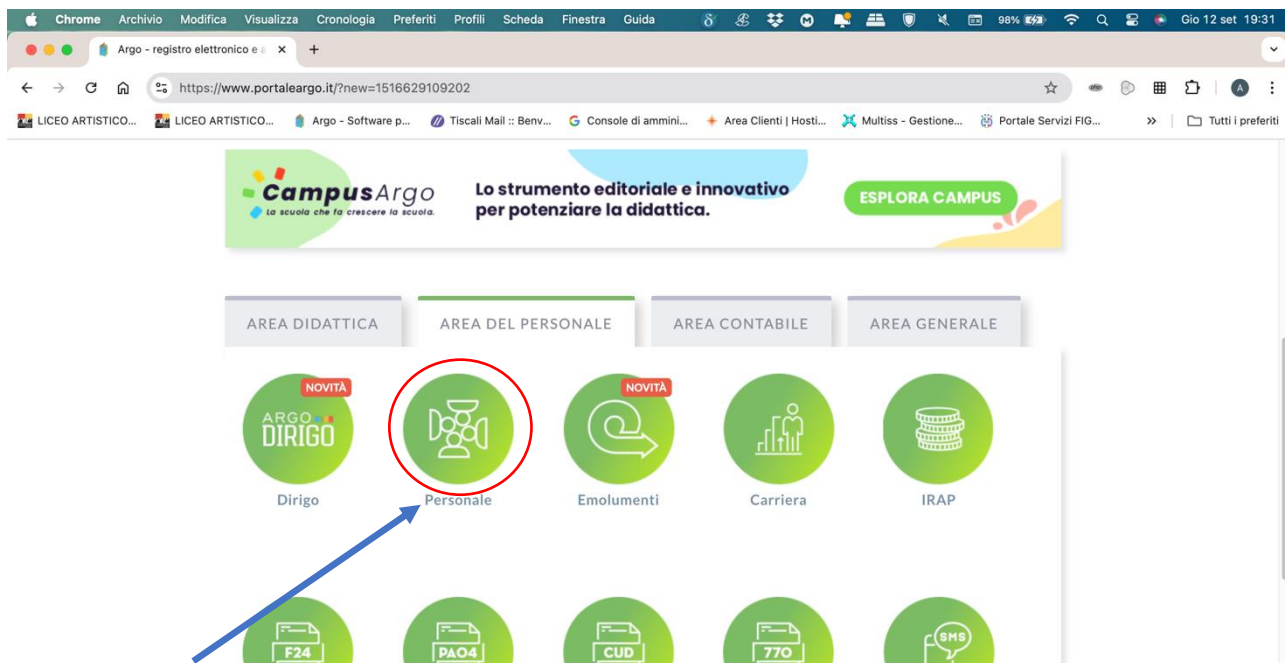 Chrome Archivio Modifica Visualizza Cronologia Preferiti Profili Scheda Finestra Guida 98% Gio 12 set 19:31
Argo - registro elettronico e a
https://www.portaleargo.it/?new=1516629109202
LICEO ARTISTICO... LICEO ARTISTICO... Argo - Software p... Tiscali Mail :: Benv... Console di ammini... Area Clienti | Hosti... Multiss - Gestione... Portale Servizi FIG... » Tutti i preferiti
CampusArgo
La scuola che fa crescere la scuola.
Lo strumento editoriale e innovativo
per potenziare la didattica.
ESPLORA CAMPUS
AREA DIDATTICA AREA DEL PERSONALE AREA CONTABILE AREA GENERALE
NOVITÀ NOVITÀ
ARGO
DIRIGO
Dirigo Personale Emolumenti Carriera IRAP
F24 PA04 CUD 770 SMS